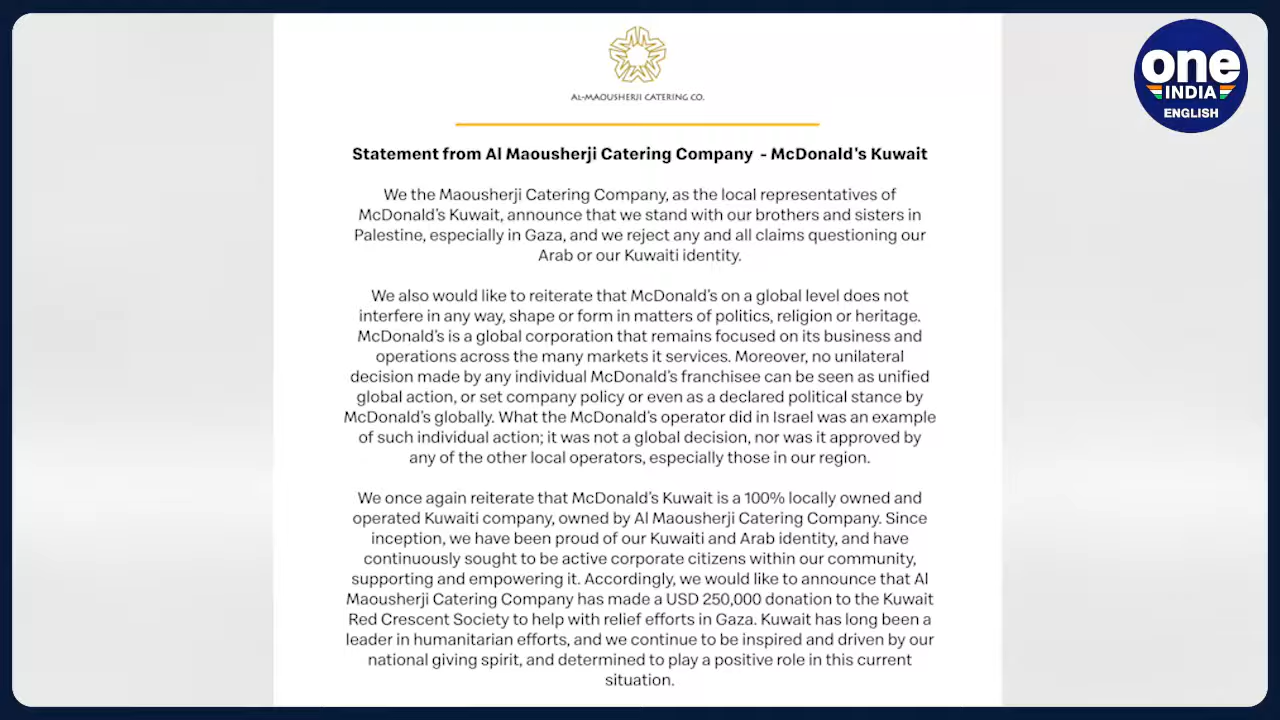 one
INDIA
ENGLISH
AL-MAOUSHERJI CATERING CO.
Statement from Al Maousherji Catering Company - McDonald's Kuwait
We the Maousherji Catering Company, as the local representatives of
McDonald's Kuwait, announce that we stand with our brothers and sisters in
Palestine, especially in Gaza, and we reject any and all claims questioning our
Arab or our Kuwaiti identity.
We also would like to reiterate that McDonald's on a global level does not
interfere in any way, shape or form in matters of politics, religion or heritage.
McDonald's is a global corporation that remains focused on its business and
operations across the many markets it services. Moreover, no unilateral
decision made by any individual McDonald's franchisee can be seen as unified
global action, or set company policy or even as a declared political stance by
McDonald's globally. What the McDonald's operator did in Israel was an example
of such individual action; it was not a global decision, nor was it approved by
any of the other local operators, especially those in our region.
We once again reiterate that McDonald's Kuwait is a 100% locally owned and
operated Kuwaiti company, owned by Al Maousherji Catering Company. Since
inception, we have been proud of our Kuwaiti and Arab identity, and have
continuously sought to be active corporate citizens within our community,
supporting and empowering it. Accordingly, we would like to announce that Al
Maousherji Catering Company has made a USD 250,000 donation to the Kuwait
Red Crescent Society to help with relief efforts in Gaza. Kuwait has long been a
leader in humanitarian efforts, and we continue to be inspired and driven by our
national giving spirit, and determined to play a positive role in this current
situation.